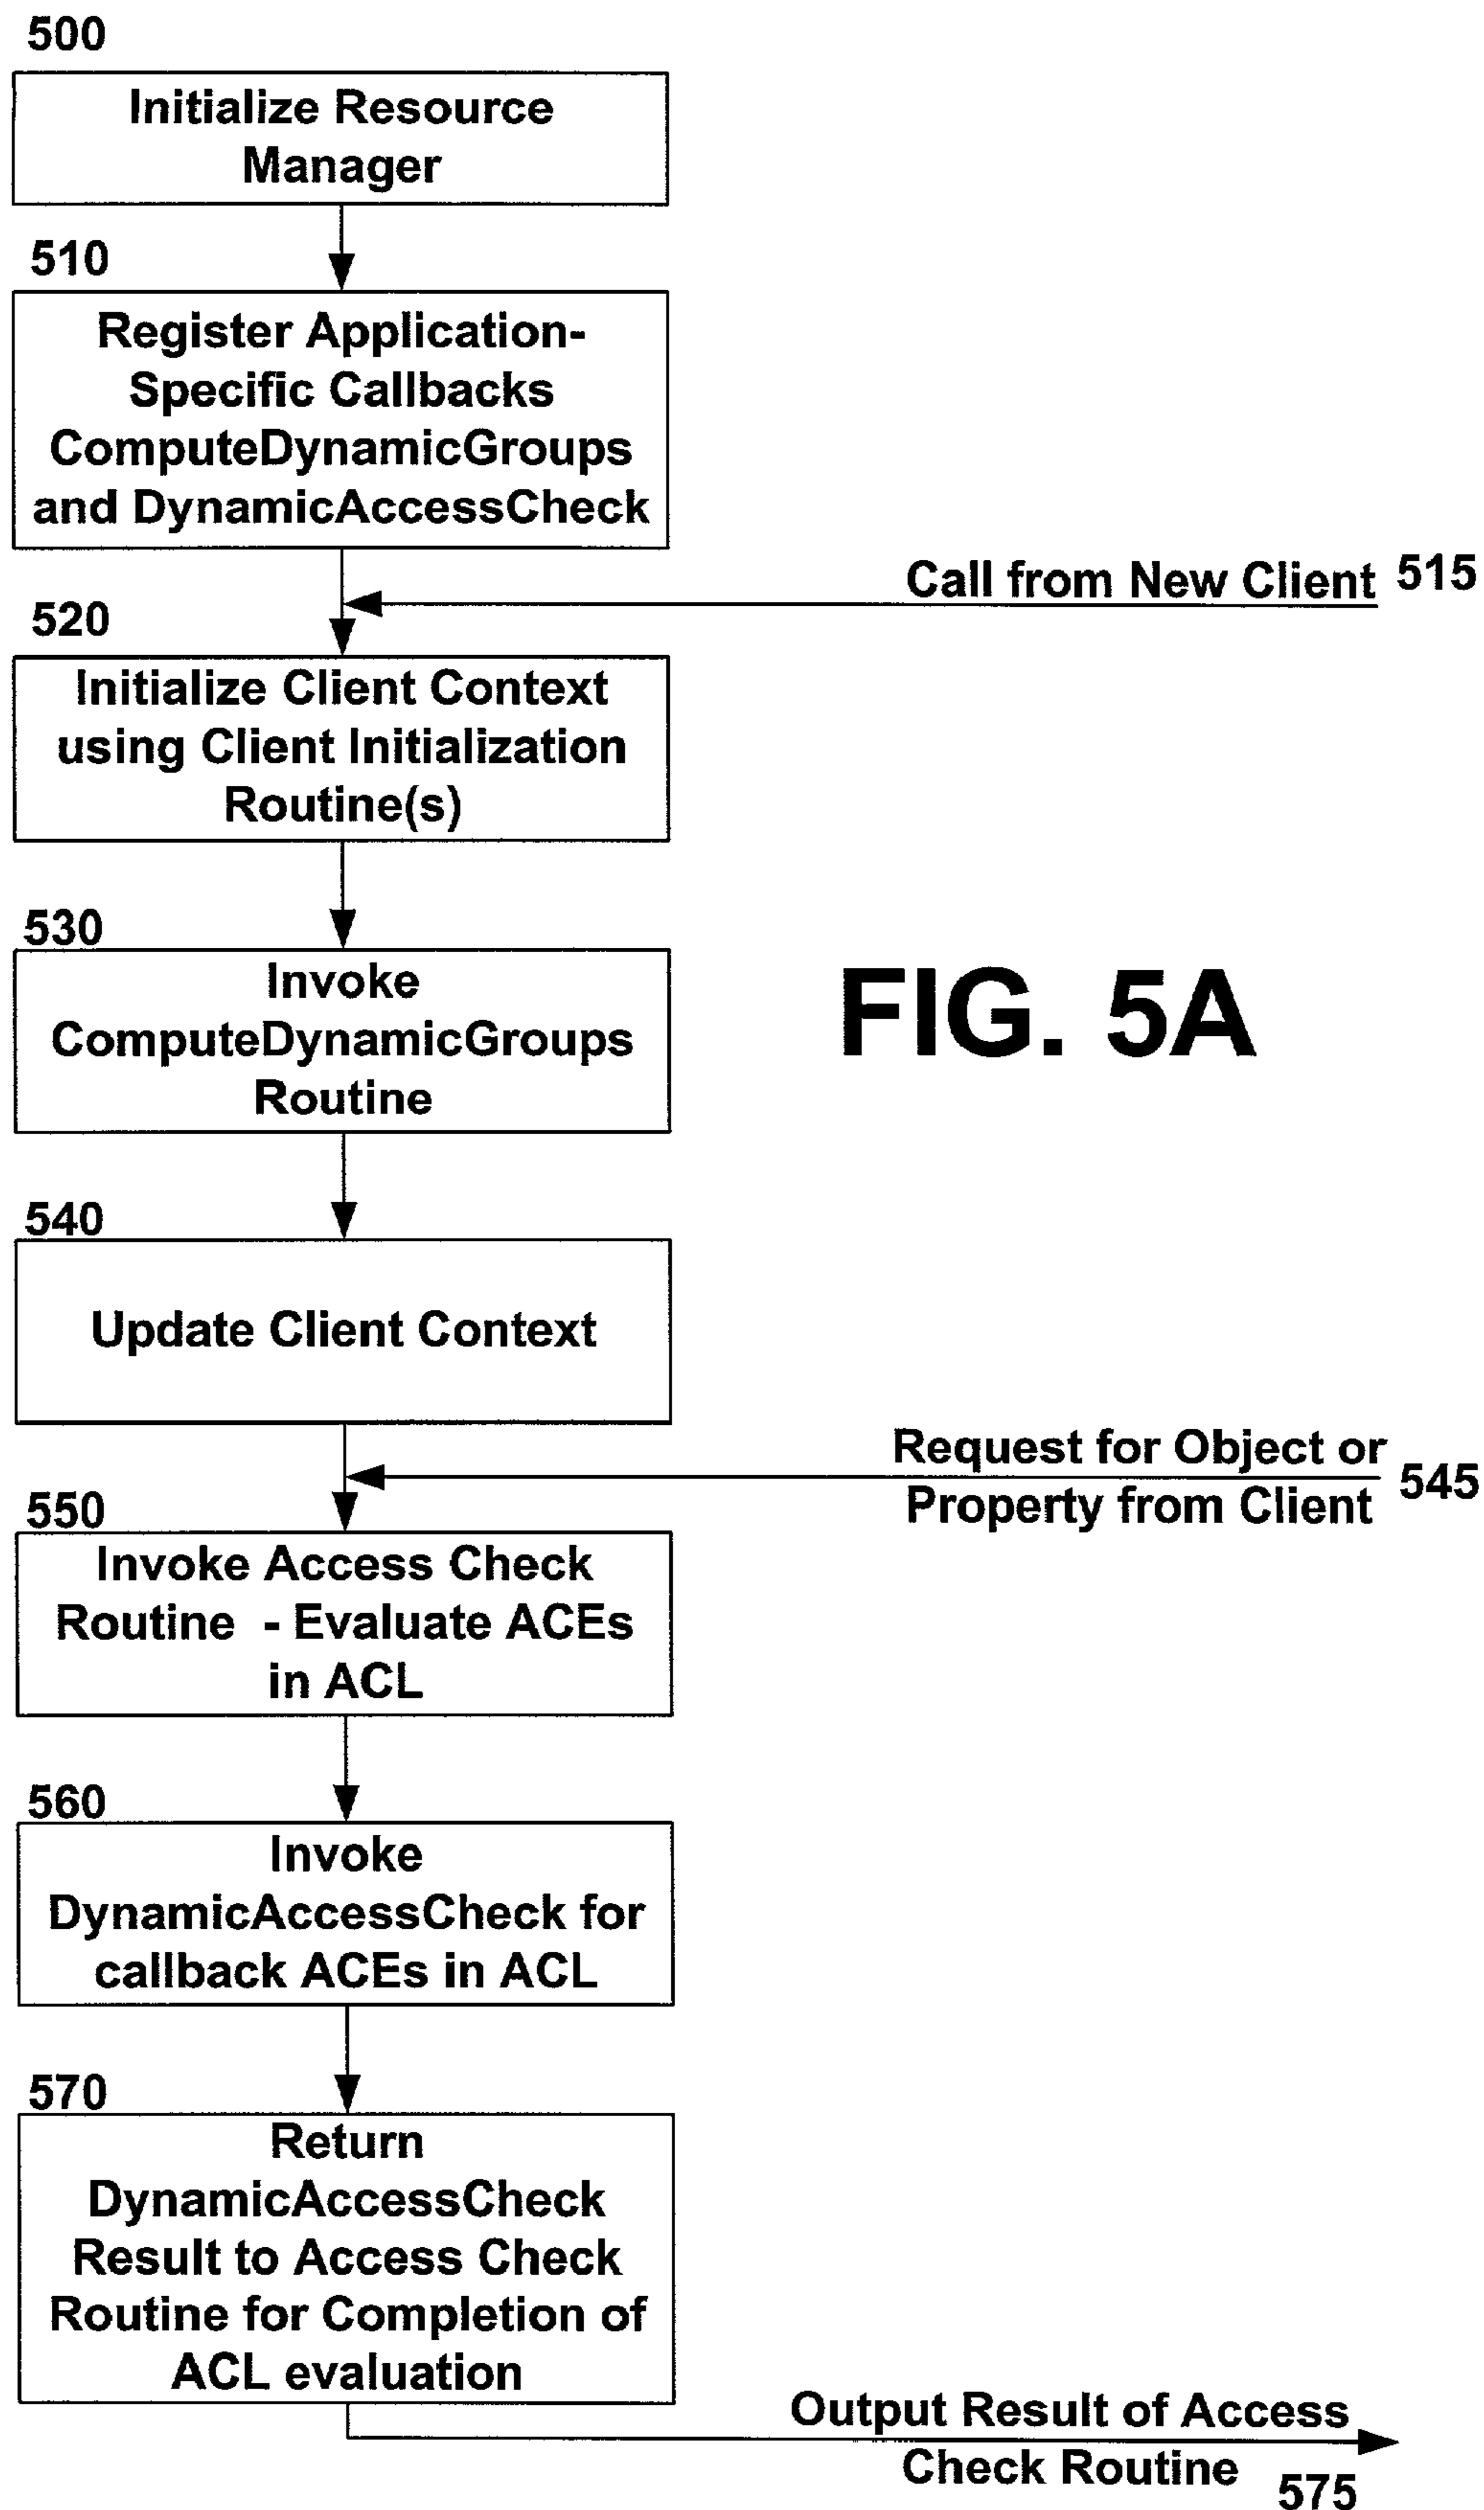 500
Initialize Resource
Manager
510
Register Application-
Specific Callbacks
ComputeDynamicGroups
and DynamicAccessCheck
Call from New Client 515
520
Initialize Client Context
using Client Initialization
Routine(s)
530
Invoke
ComputeDynamicGroups
Routine
FIG. 5A
540
Update Client Context
Request for Object or
Property from Client 545
550
Invoke Access Check
Routine - Evaluate ACEs
in ACL
560
Invoke
DynamicAccessCheck for
callback ACEs in ACL
570
Return
DynamicAccessCheck
Result to Access Check
Routine for Completion of
ACL evaluation
Output Result of Access
Check Routine 575